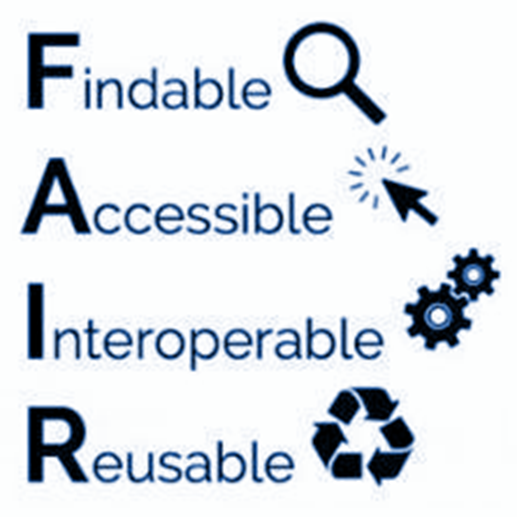 Findable
Accessible
Interoperable
Reusable